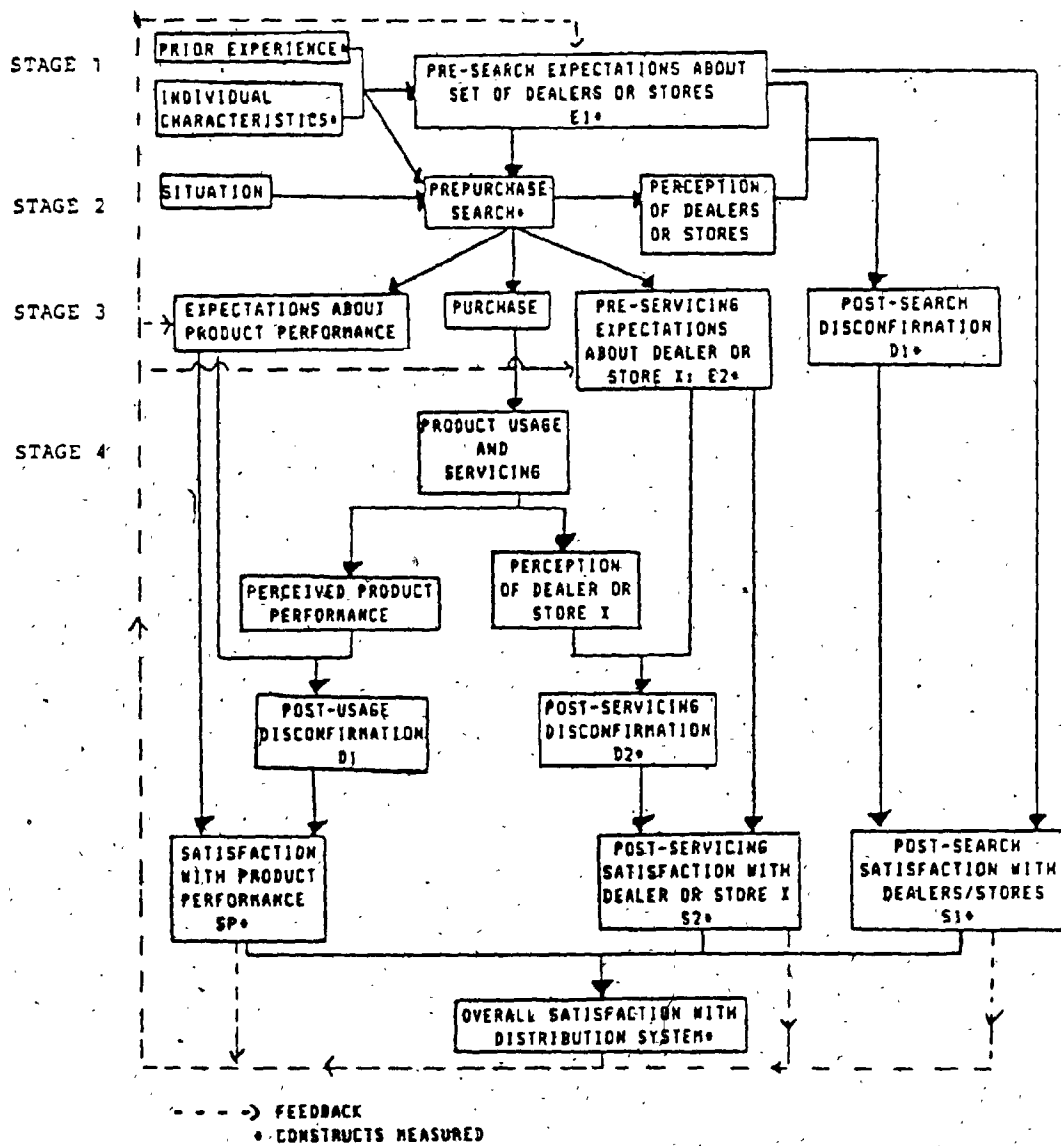 STAGE 1
PRIOR EXPERIENCE*
INDIVIDUAL
CHARACTERISTICS*
PRE-SEARCH EXPECTATIONS ABOUT
SET OF DEALERS OR STORES
E1*
STAGE 2
SITUATION
PREPURCHASE
SEARCH*
PERCEPTION
OF DEALERS
OR STORES
STAGE 3
EXPECTATIONS ABOUT
PRODUCT PERFORMANCE
PURCHASE
PRE-SERVICING
EXPECTATIONS
ABOUT DEALER OR
STORE X; E2*
POST-SEARCH
DISCONFIRMATION
D1*
STAGE 4
PRODUCT USAGE
AND
SERVICING
PERCEIVED PRODUCT
PERFORMANCE
PERCEPTION
OF DEALER OR
STORE X
POST-USAGE
DISCONFIRMATION
D3
POST-SERVICING
DISCONFIRMATION
D2*
SATISFACTION
WITH PRODUCT
PERFORMANCE
SP*
POST-SERVICING
SATISFACTION WITH
DEALER OR STORE X
S2*
POST-SEARCH
SATISFACTION WITH
DEALERS/STORES
S1*
OVERALL SATISFACTION WITH
DISTRIBUTION SYSTEM*
FEEDBACK
* CONSTRUCTS MEASURED